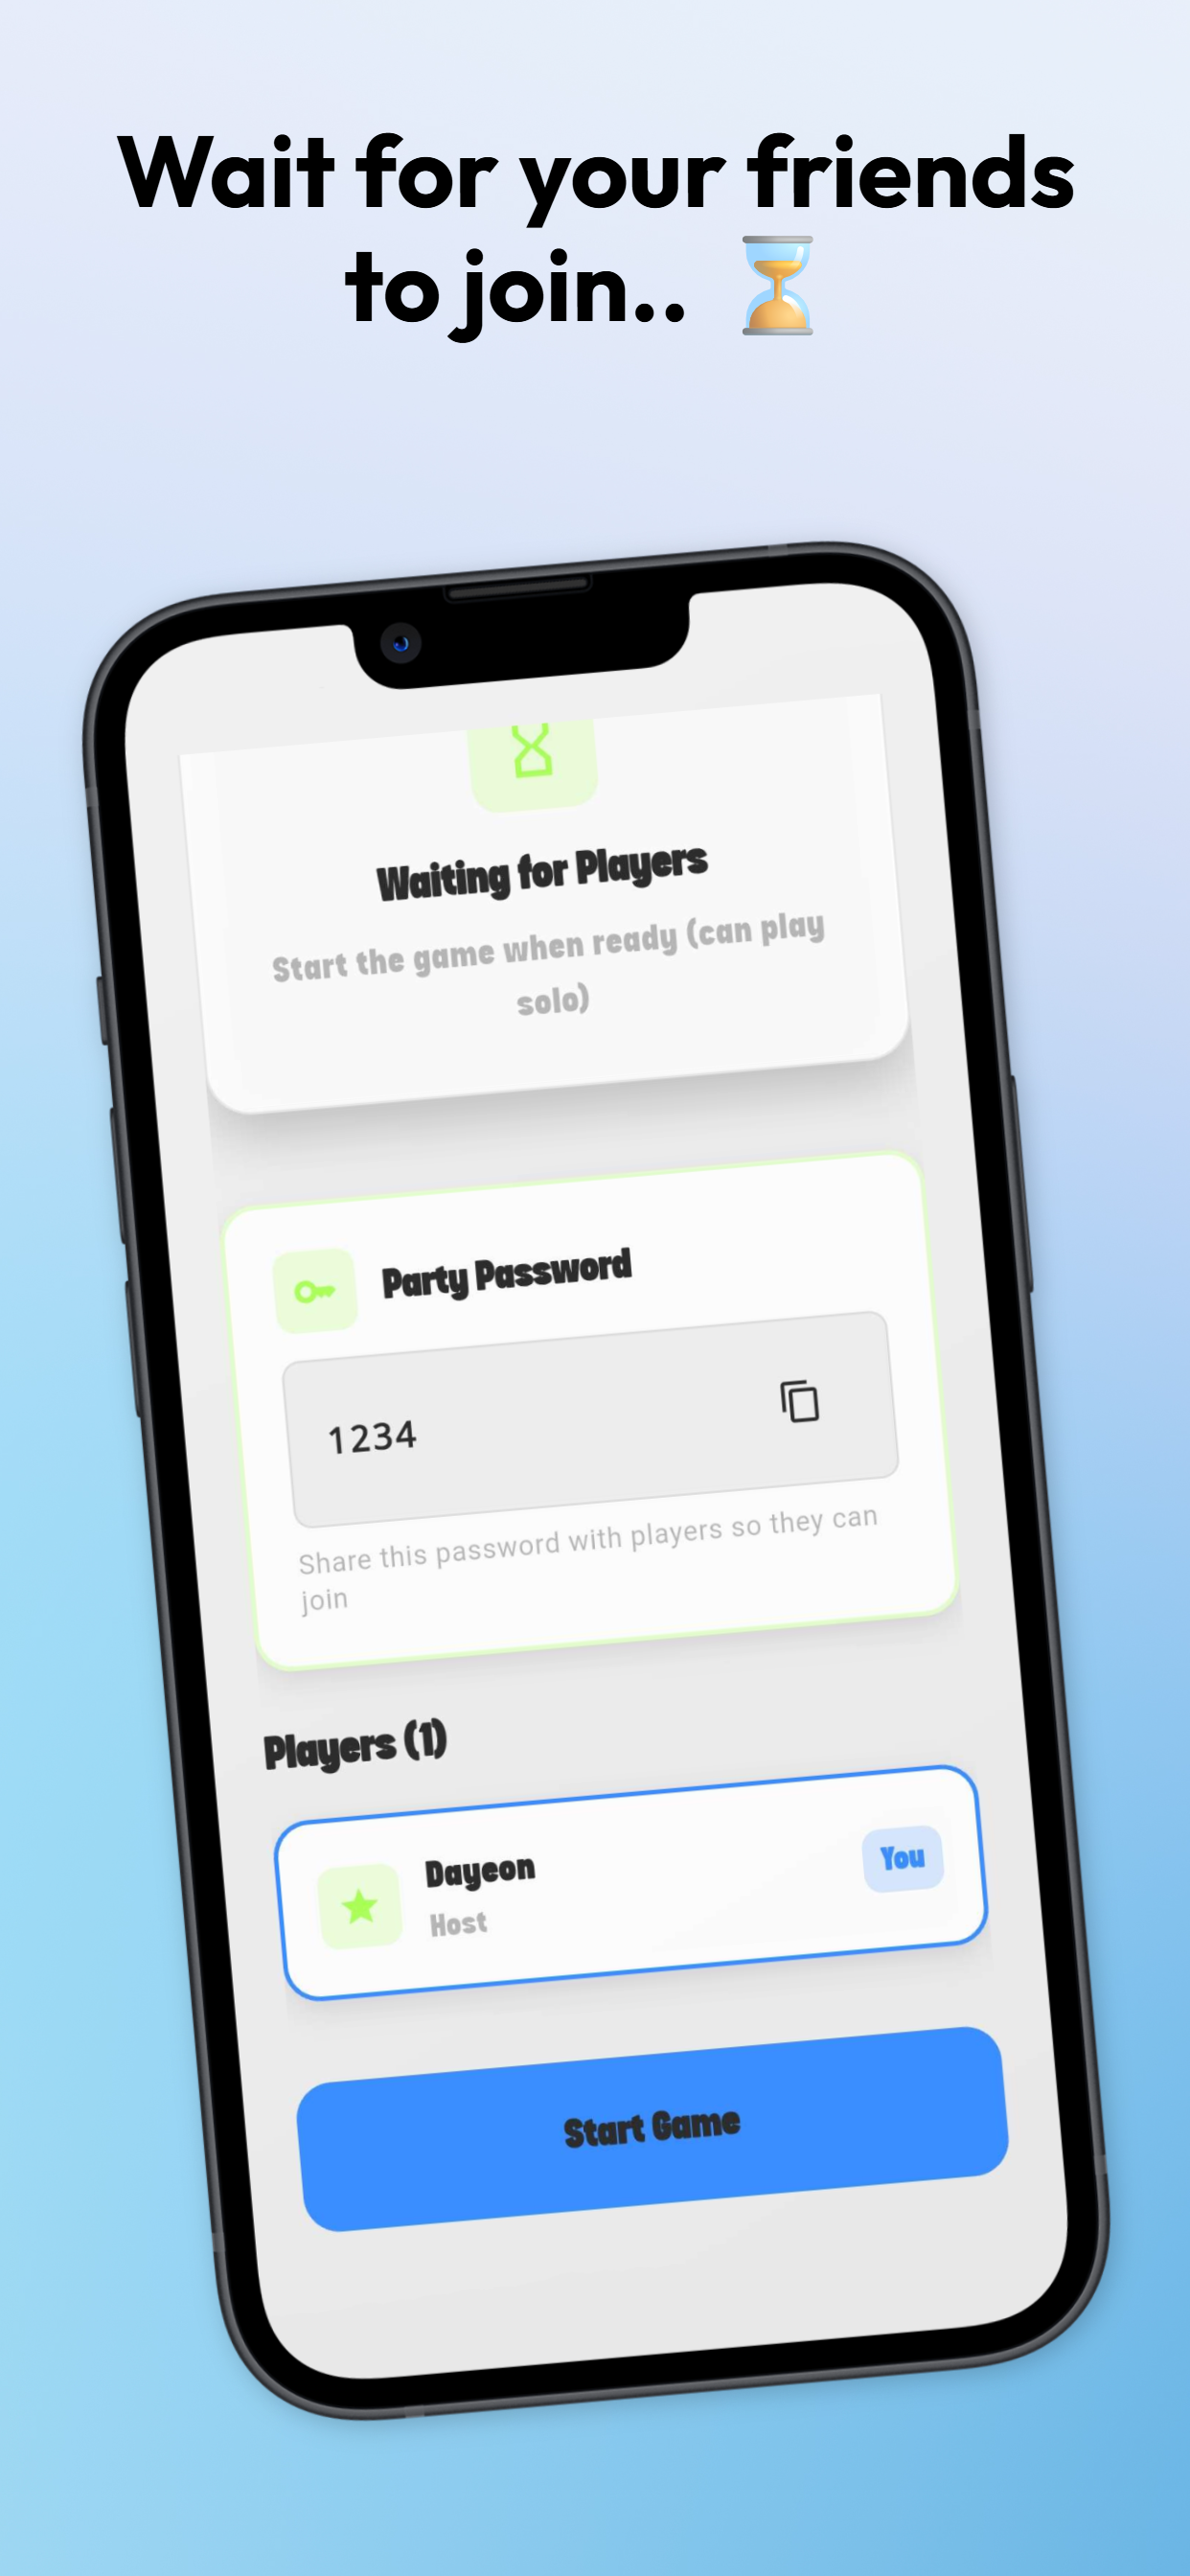 Wait for your friends
to join.. ⏳
Waiting for Players
Start the game when ready (can play
solo)
Party Password
1234
Share this password with players so they can
join
Players (1)
Dayeon
You
Host
Start Game